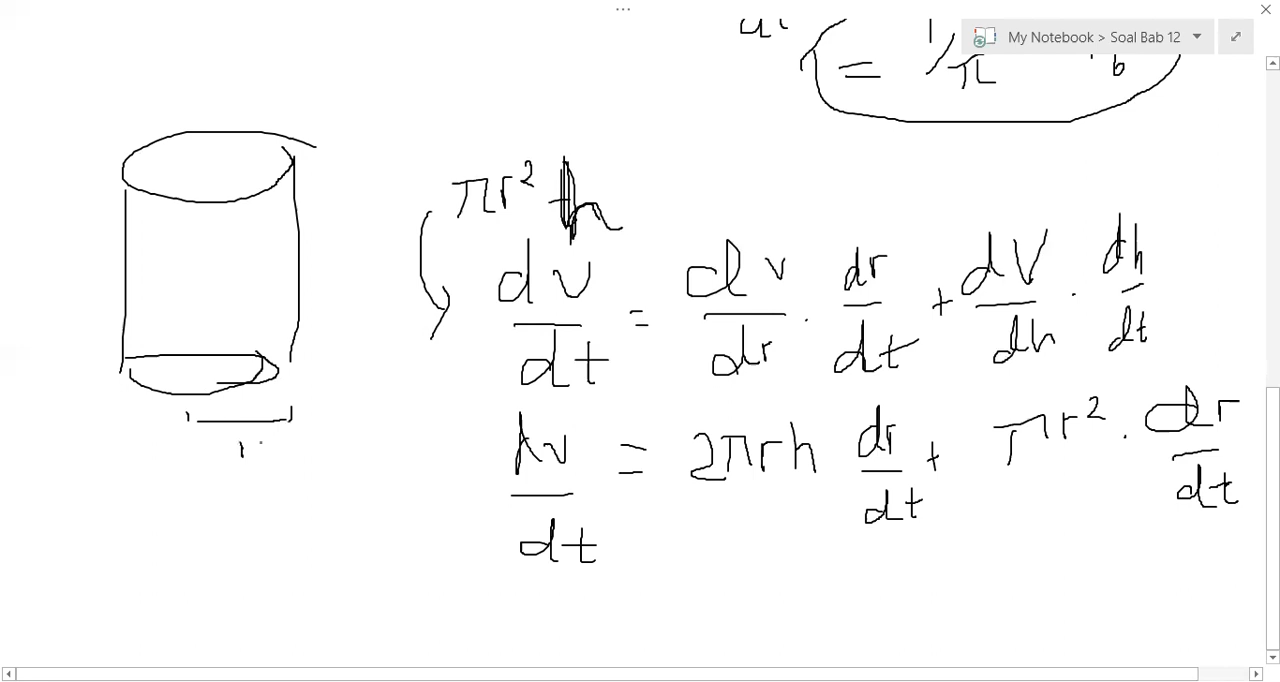 My Notebook > Soal Bab 12
= 1/π
πr² h
dv/dt = dv/dr · dr/dt + dV/dh · dh/dt
dv/dt = 2πrh dr/dt + πr² · dr/dt